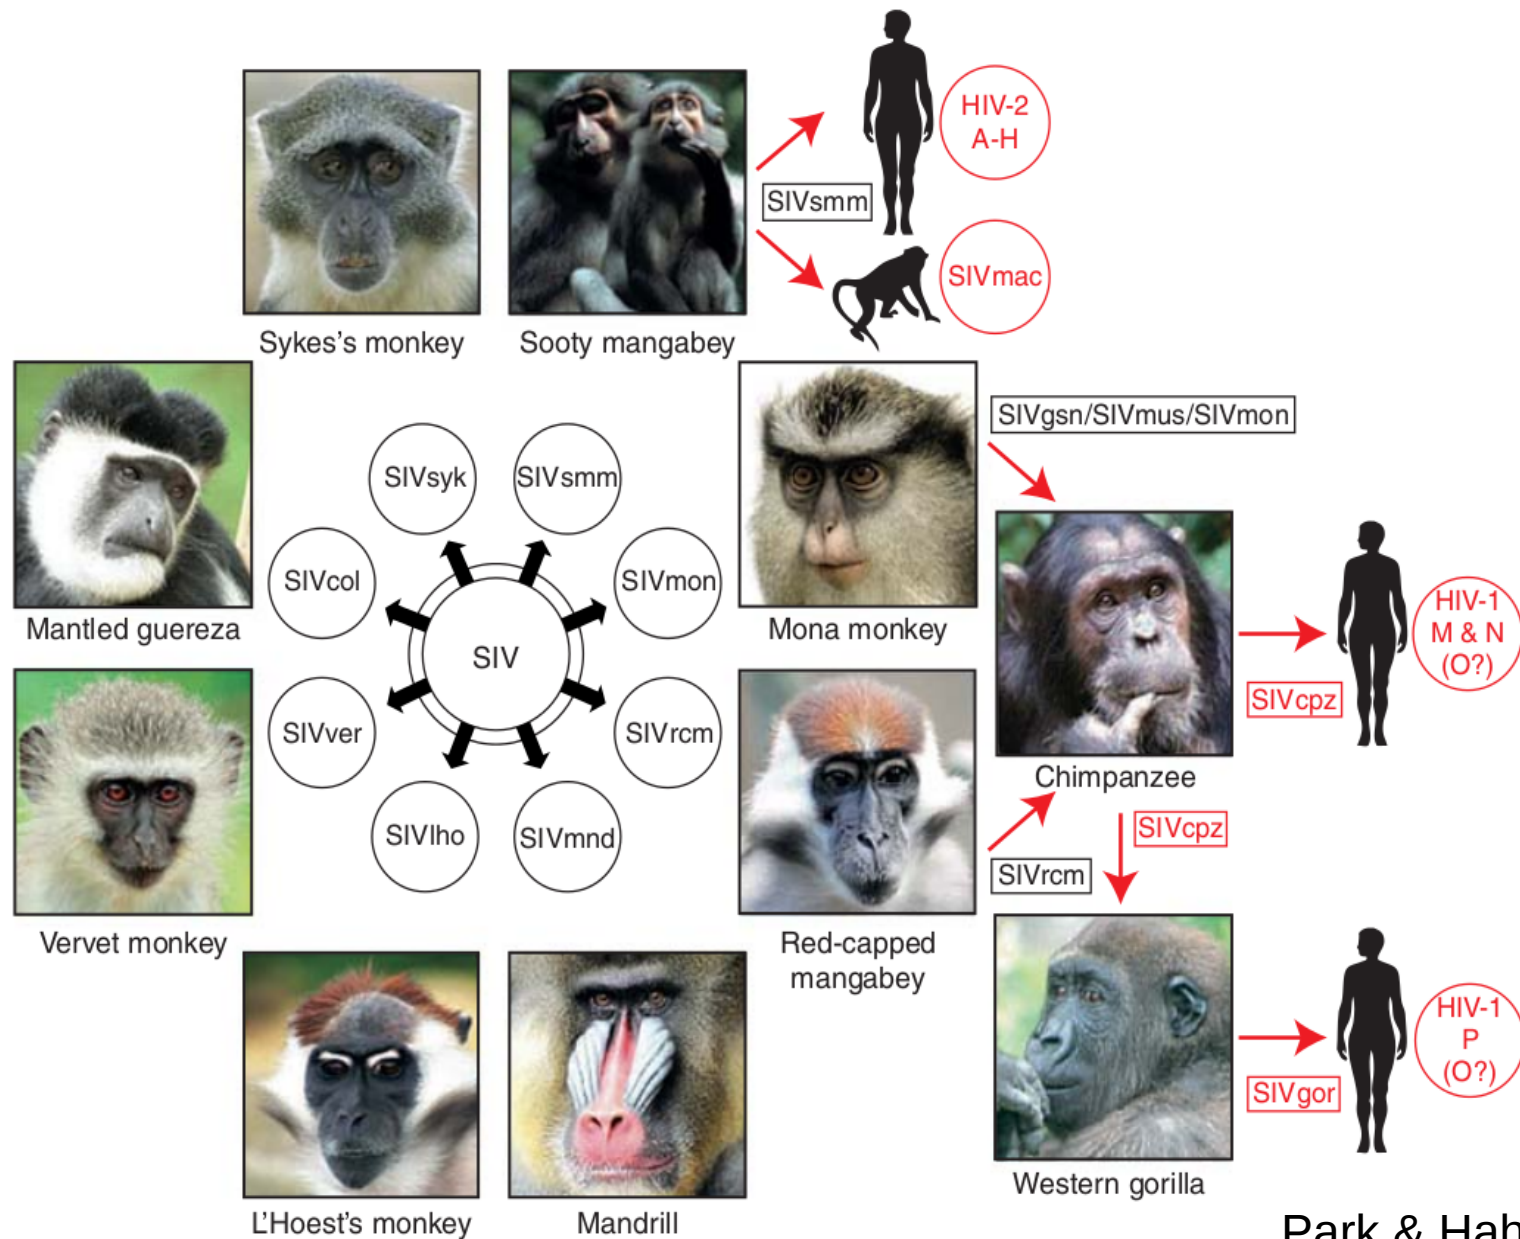 HIV-2
A-H
SIVsmm
SIVmac
Sykes's monkey
Sooty mangabey
SIVgsn/SIVmus/SIVmon
SIVsyk
SIVsmm
SIVcol
SIVmon
Mantled guereza
Mona monkey
SIV
HIV-1
M & N
(O?)
SIVcpz
SIVver
SIVrcm
Chimpanzee
SIVcpz
SIVlho
SIVmnd
SIVrcm
Vervet monkey
Red-capped
mangabey
HIV-1
P
(O?)
SIVgor
Western gorilla
L'Hoest's monkey
Mandrill
Park &